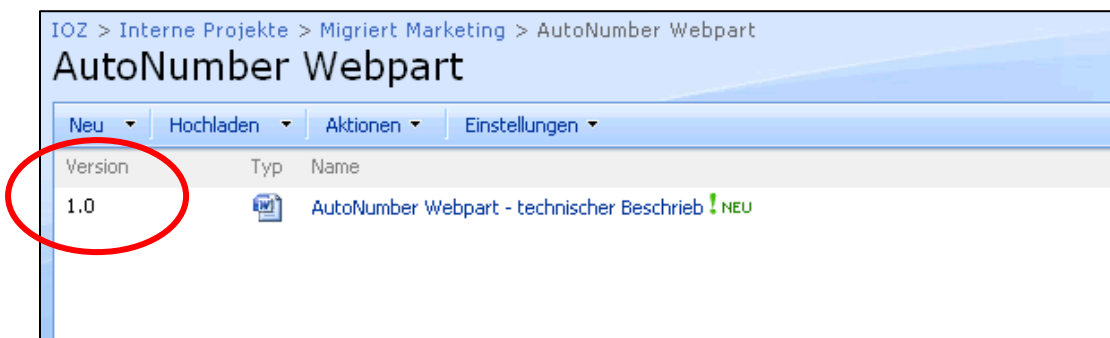 IOZ > Interne Projekte > Migriert Marketing > AutoNumber Webpart
AutoNumber Webpart
Neu Hochladen Aktionen Einstellungen
Version Typ Name
1.0 AutoNumber Webpart - technischer Beschrieb ! NEU